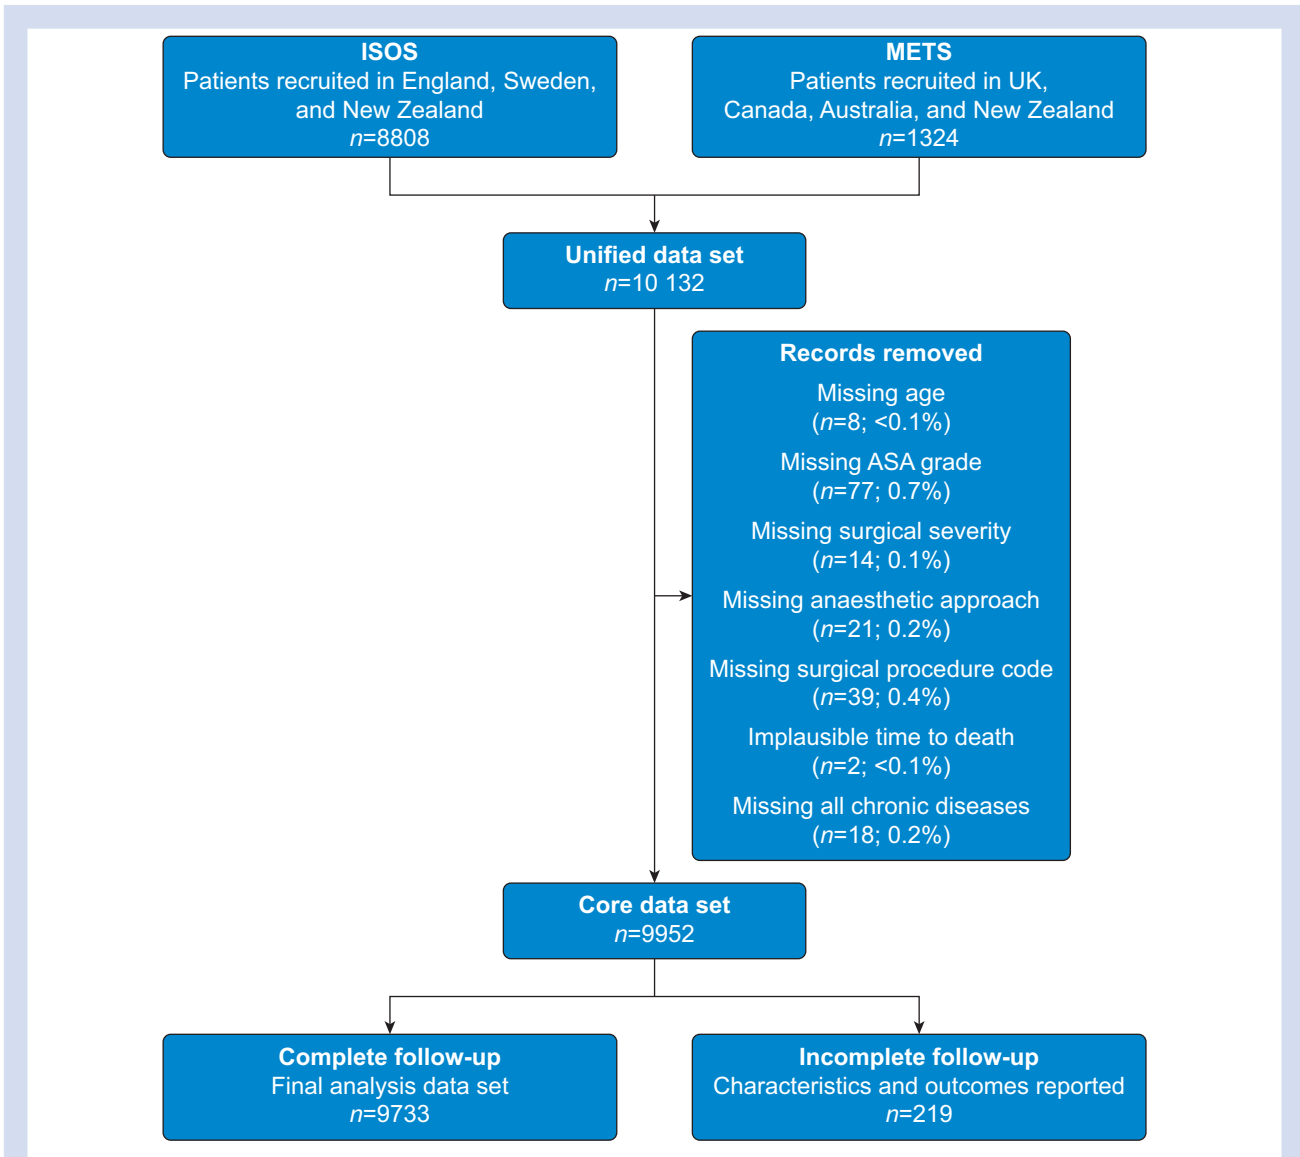 ISOS
Patients recruited in England, Sweden,
and New Zealand
n=8808
METS
Patients recruited in UK,
Canada, Australia, and New Zealand
n=1324
Unified data set
n=10 132
Records removed
Missing age
(n=8; <0.1%)
Missing ASA grade
(n=77; 0.7%)
Missing surgical severity
(n=14; 0.1%)
Missing anaesthetic approach
(n=21; 0.2%)
Missing surgical procedure code
(n=39; 0.4%)
Implausible time to death
(n=2; <0.1%)
Missing all chronic diseases
(n=18; 0.2%)
Core data set
n=9952
Complete follow-up
Final analysis data set
n=9733
Incomplete follow-up
Characteristics and outcomes reported
n=219